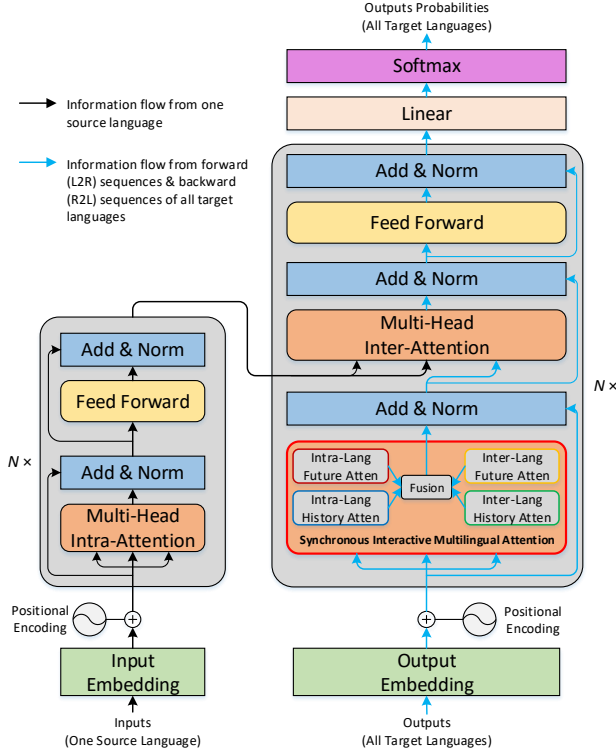 Outputs Probabilities
(All Target Languages)
Softmax
Linear
Information flow from one
source language
Information flow from forward
(L2R) sequences & backward
(R2L) sequences of all target
languages
Add & Norm
Feed Forward
Add & Norm
Multi-Head
Inter-Attention
Add & Norm
N ×
Intra-Lang
Future Atten
Inter-Lang
Future Atten
Fusion
Intra-Lang
History Atten
Inter-Lang
History Atten
Synchronous Interactive Multilingual Attention
Add & Norm
Feed Forward
N ×
Add & Norm
Multi-Head
Intra-Attention
Positional
Encoding
Positional
Encoding
Input
Embedding
Output
Embedding
Inputs
(One Source Language)
Outputs
(All Target Languages)